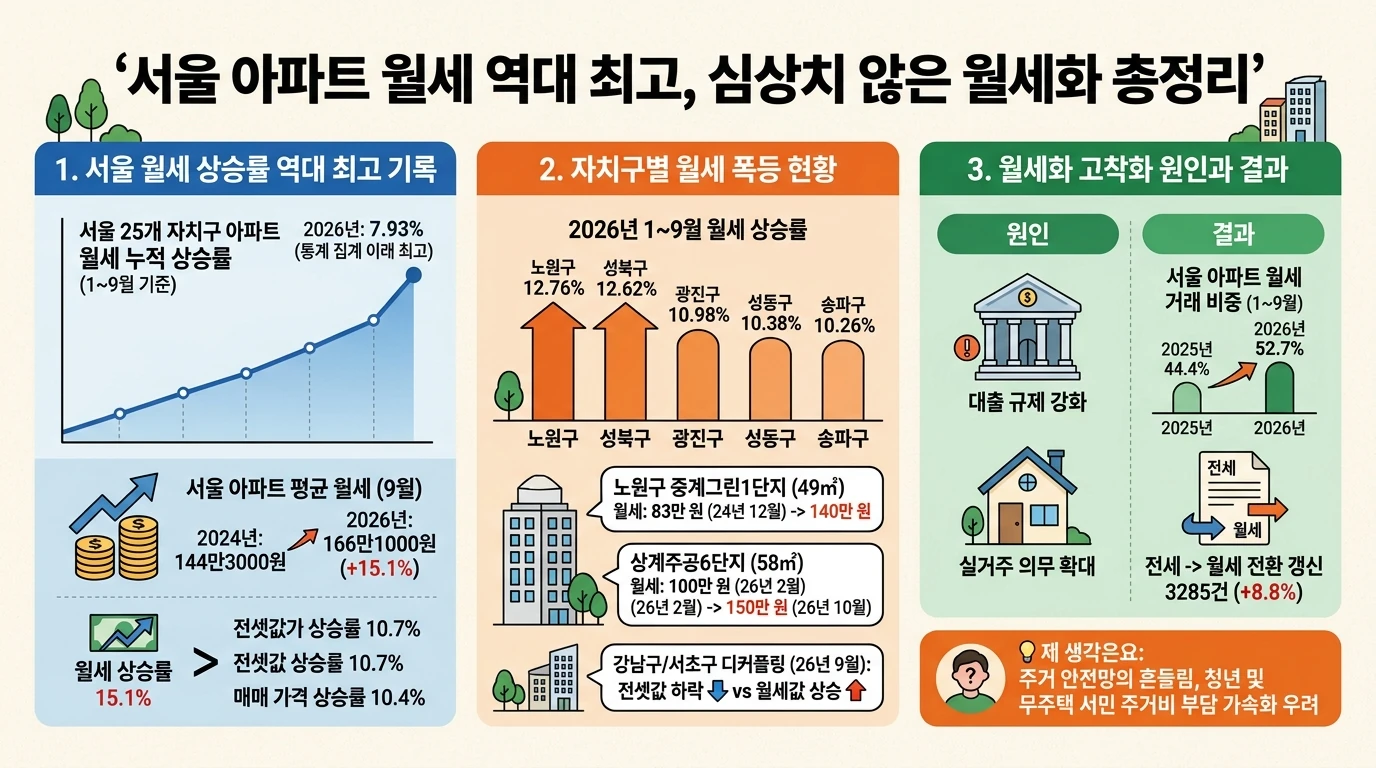 ‘서울 아파트 월세 역대 최고, 심상치 않은 월세화 총정리’
1. 서울 월세 상승률 역대 최고 기록
서울 25개 자치구 아파트
월세 누적 상승률
(1~9월 기준)
2026년: 7.93%
(통계 집계 이래 최고)
서울 아파트 평균 월세 (9월)
2024년:
144만3000원
2026년:
166만1000원
(+15.1%)
월세 상승률
15.1%
>
전셋값가 상승률 10.7%
전셋값 상승률 10.7%
매매 가격 상승률 10.4%
2. 자치구별 월세 폭등 현황
2026년 1~9월 월세 상승률
노원구
12.76%
성북구
12.62%
광진구
10.98%
성동구
10.38%
송파구
10.26%
노원구
성북구
광진구
성동구
송파구
노원구 중계그린1단지 (49㎡)
월세: 83만 원 (24년 12월) -> 140만 원
상계주공6단지 (58㎡)
월세: 100만 원 (26년 2월)
(26년 2월) -> 150만 원 (26년 10월)
강남구/서초구 디커플링 (26년 9월):
전셋값 하락 vs 월세값 상승
3. 월세화 고착화 원인과 결과
원인
대출 규제 강화
실거주 의무 확대
결과
서울 아파트 월세
거래 비중 (1~9월)
2025년
44.4%
2026년
52.7%
2025년
2026년
전세
월세
전세 -> 월세 전환 갱신
3285건 (+8.8%)
제 생각은요:
주거 안전망의 흔들림, 청년 및
무주택 서민 주거비 부담 가속화 우려